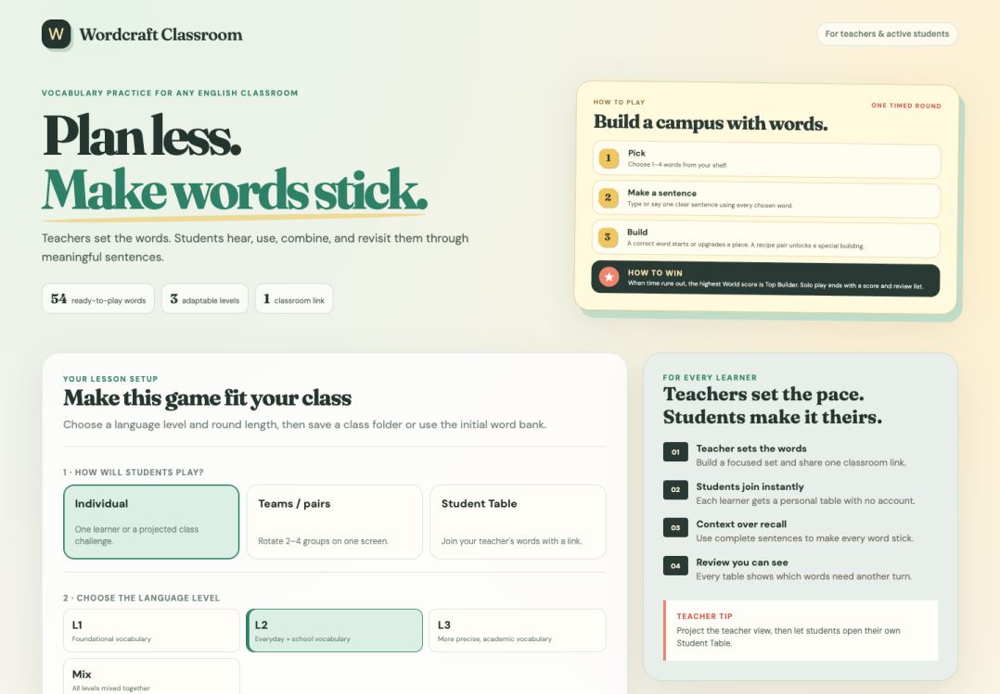 W
Wordcraft Classroom
For teachers & active students
VOCABULARY PRACTICE FOR ANY ENGLISH CLASSROOM
Plan less.
Make words stick.
Teachers set the words. Students hear, use, combine, and revisit them through
meaningful sentences.
54 ready-to-play words
3 adaptable levels
1 classroom link
HOW TO PLAY
ONE TIMED ROUND
Build a campus with words.
1
Pick
Choose 1–4 words from your shelf.
2
Make a sentence
Type or say one clear sentence using every chosen word.
3
Build
A correct word starts or upgrades a place. A recipe pair unlocks a special building.
HOW TO WIN
When time runs out, the highest World score is Top Builder. Solo play ends with a score and review list.
YOUR LESSON SETUP
Make this game fit your class
Choose a language level and round length, then save a class folder or use the initial word bank.
1 · HOW WILL STUDENTS PLAY?
Individual
One learner or a projected class
challenge.
Teams / pairs
Rotate 2–4 groups on one screen.
Student Table
Join your teacher's words with a link.
2 · CHOOSE THE LANGUAGE LEVEL
L1
Foundational vocabulary
L2
Everyday + school vocabulary
L3
More precise, academic vocabulary
Mix
All levels mixed together
FOR EVERY LEARNER
Teachers set the pace.
Students make it theirs.
01
Teacher sets the words
Build a focused set and share one classroom link.
02
Students join instantly
Each learner gets a personal table with no account.
03
Context over recall
Use complete sentences to make every word stick.
04
Review you can see
Every table shows which words need another turn.
TEACHER TIP
Project the teacher view, then let students open their own
Student Table.